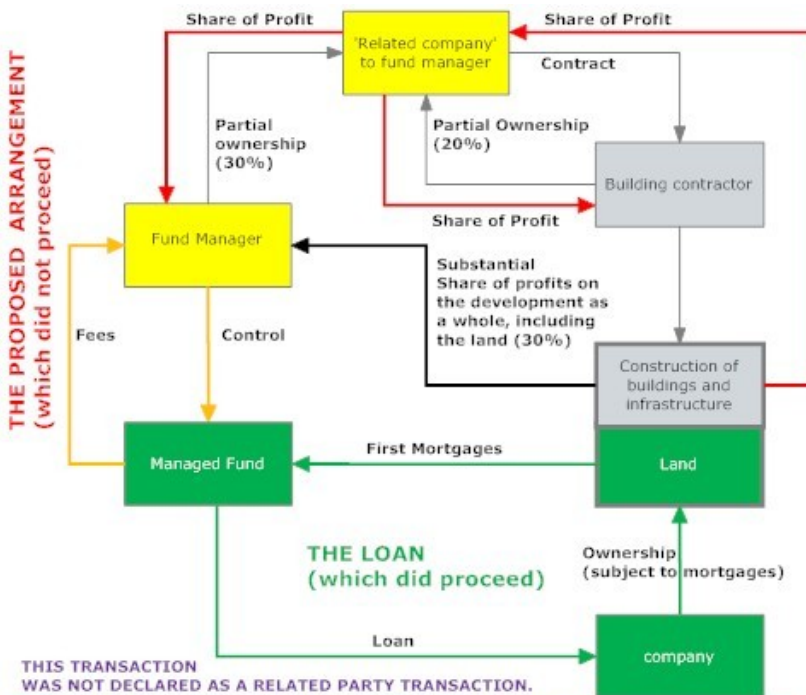 Share of Profit
Share of Profit
'Related company'
to fund manager
Contract
Partial
ownership
(30%)
Partial Ownership
(20%)
Building contractor
THE PROPOSED ARRANGEMENT
(which did not proceed)
Fund Manager
Share of Profit
Substantial
Share of profits on
the development as
a whole, including
the land (30%)
Fees
Control
Construction of
buildings and
infrastructure
Managed Fund
First Mortgages
Land
THE LOAN
(which did proceed)
Ownership
(subject to mortgages)
Loan
company
THIS TRANSACTION
WAS NOT DECLARED AS A RELATED PARTY TRANSACTION.